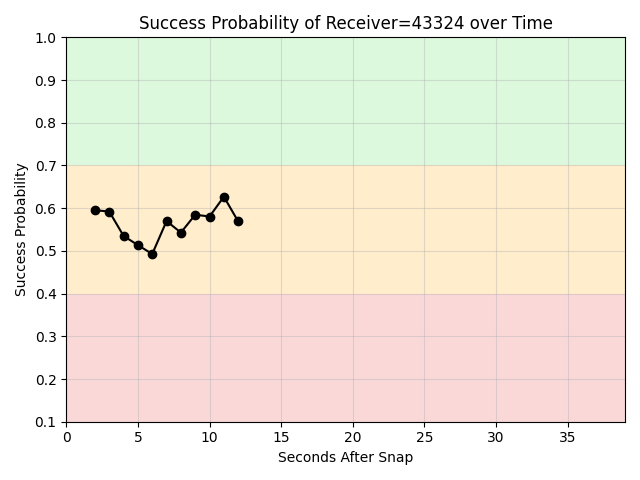 Success Probability of Receiver=43324 over Time
1.0
0.9
0.8
0.7
0.6
0.5
0.4
0.3
0.2
0.1
Success Probability
0 5 10 15 20 25 30 35
Seconds After Snap